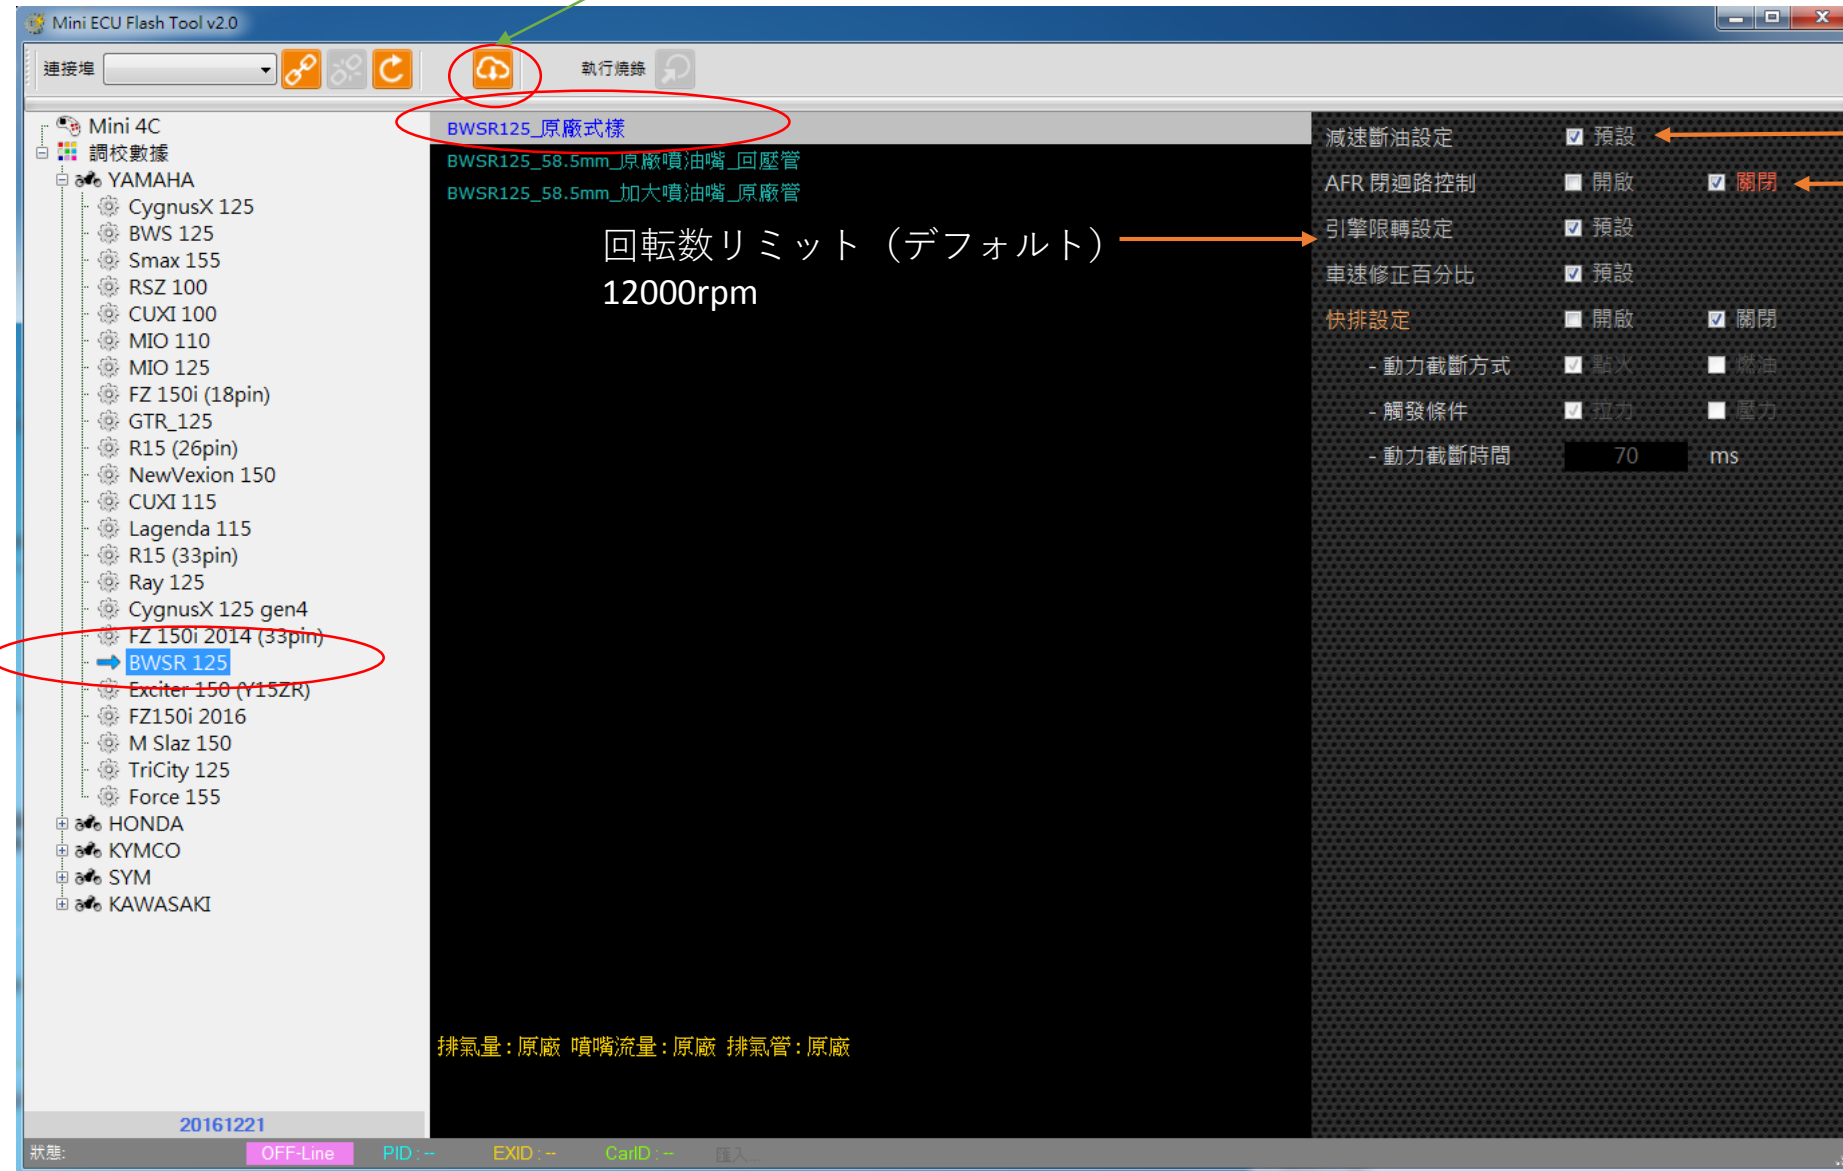 Mini ECU Flash Tool v2.0
連接埠
執行燒錄
Mini 4C
調校數據
YAMAHA
CygnusX 125
BWS 125
Smax 155
RSZ 100
CUXI 100
MIO 110
MIO 125
FZ 150i (18pin)
GTR_125
R15 (26pin)
NewVexion 150
CUXI 115
Lagenda 115
R15 (33pin)
Ray 125
CygnusX 125 gen4
FZ 150i 2014 (33pin)
BWSR 125
Exciter 150 (Y15ZR)
FZ150i 2016
M Slaz 150
TriCity 125
Force 155
HONDA
KYMCO
SYM
KAWASAKI
20161221
BWSR125_原廠式樣
BWSR125_58.5mm_原廠噴油嘴_回壓管
BWSR125_58.5mm_加大噴油嘴_原廠管
回転数リミット（デフォルト）
12000rpm
排氣量:原廠 噴嘴流量:原廠 排氣管:原廠
減速斷油設定 預設
AFR 閉迴路控制 開啟 關閉
引擎限轉設定 預設
車速修正百分比 預設
快排設定 開啟 關閉
- 動力截斷方式 點火 燃油
- 觸發條件 拉力 壓力
- 動力截斷時間 70 ms
狀態: OFF-Line PID : -- EXID : -- CarID : -- 匯入...